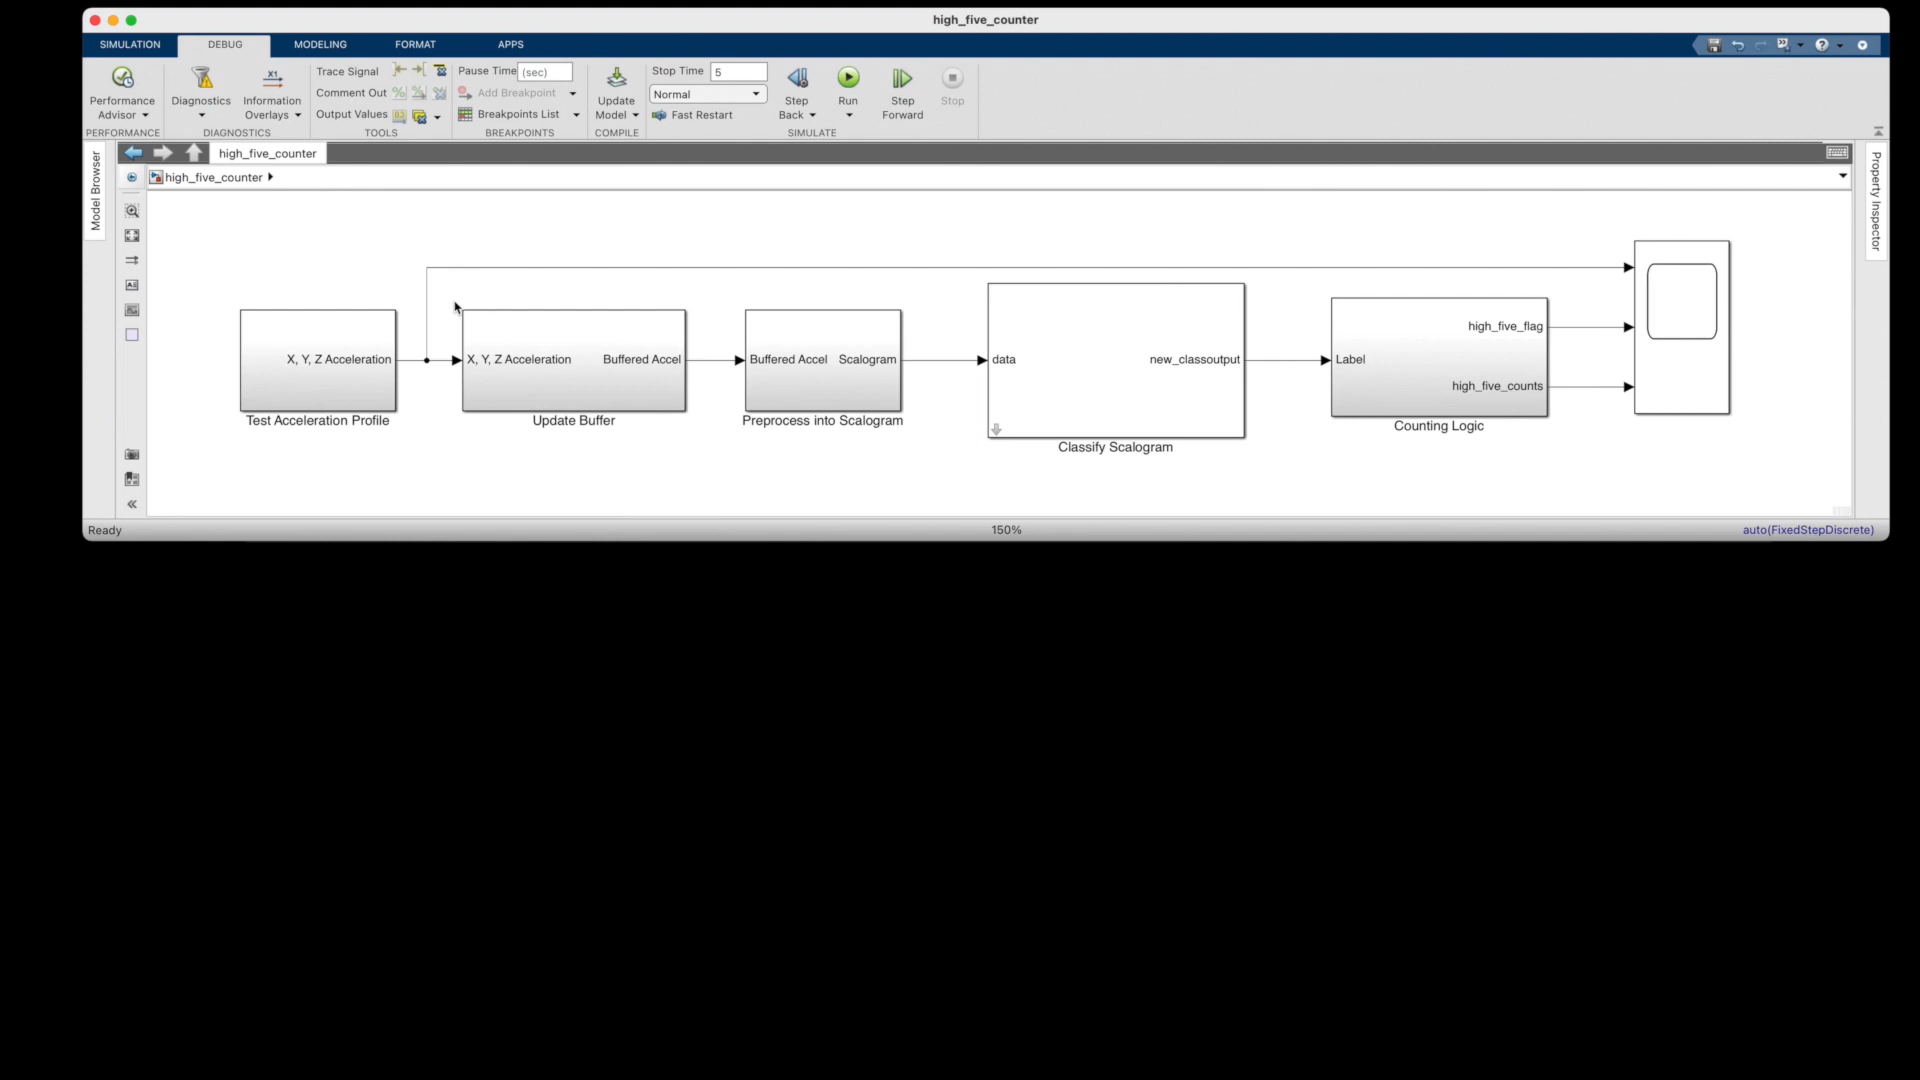 high_five_counter
SIMULATION DEBUG MODELING FORMAT APPS
Performance Advisor
PERFORMANCE
Diagnostics
Information Overlays
DIAGNOSTICS
Trace Signal
Comment Out
Output Values
TOOLS
Pause Time (sec)
Add Breakpoint
Breakpoints List
BREAKPOINTS
Update Model
COMPILE
Stop Time 5
Normal
Fast Restart
Step Back
Run
Step Forward
Stop
SIMULATE
Model Browser
high_five_counter
high_five_counter
Property Inspector
X, Y, Z Acceleration
Test Acceleration Profile
X, Y, Z Acceleration Buffered Accel
Update Buffer
Buffered Accel Scalogram
Preprocess into Scalogram
data new_classoutput
Classify Scalogram
high_five_flag
Label
high_five_counts
Counting Logic
Ready 150% auto(FixedStepDiscrete)